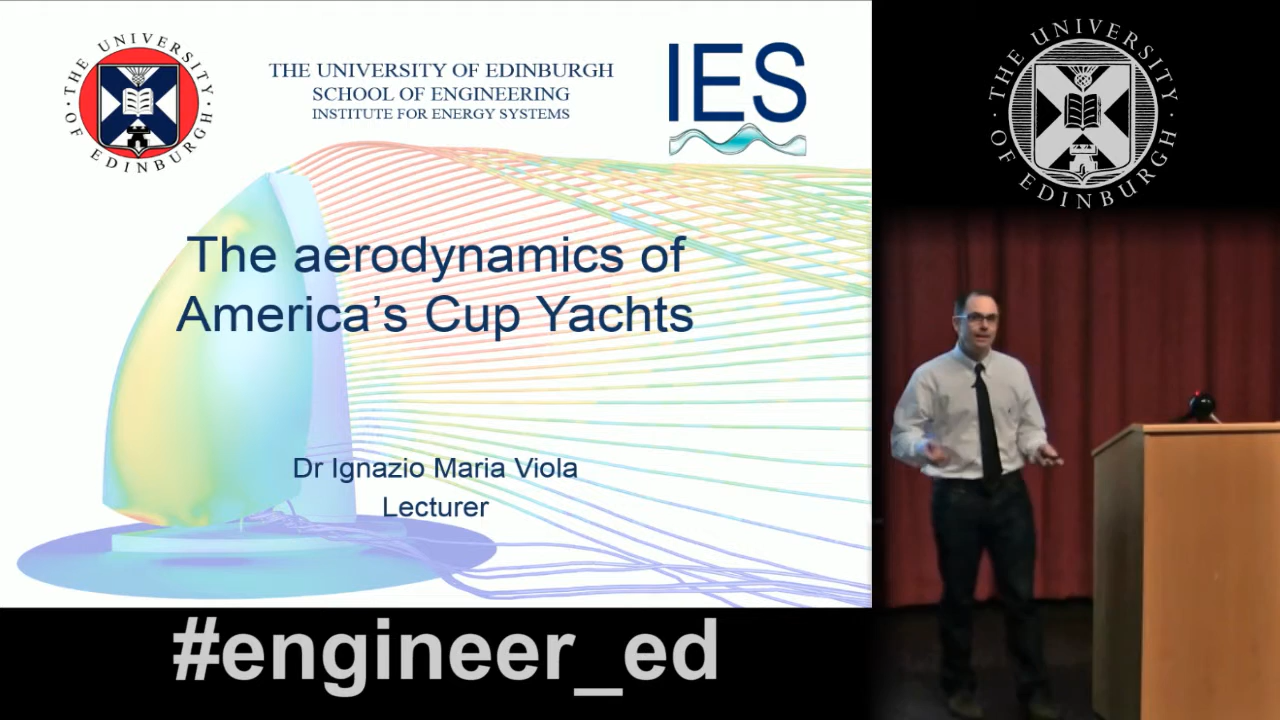 THE UNIVERSITY OF EDINBURGH
THE UNIVERSITY OF EDINBURGH
SCHOOL OF ENGINEERING
INSTITUTE FOR ENERGY SYSTEMS
IES
THE UNIVERSITY OF EDINBURGH
The aerodynamics of
America's Cup Yachts
Dr Ignazio Maria Viola
Lecturer
#engineer_ed